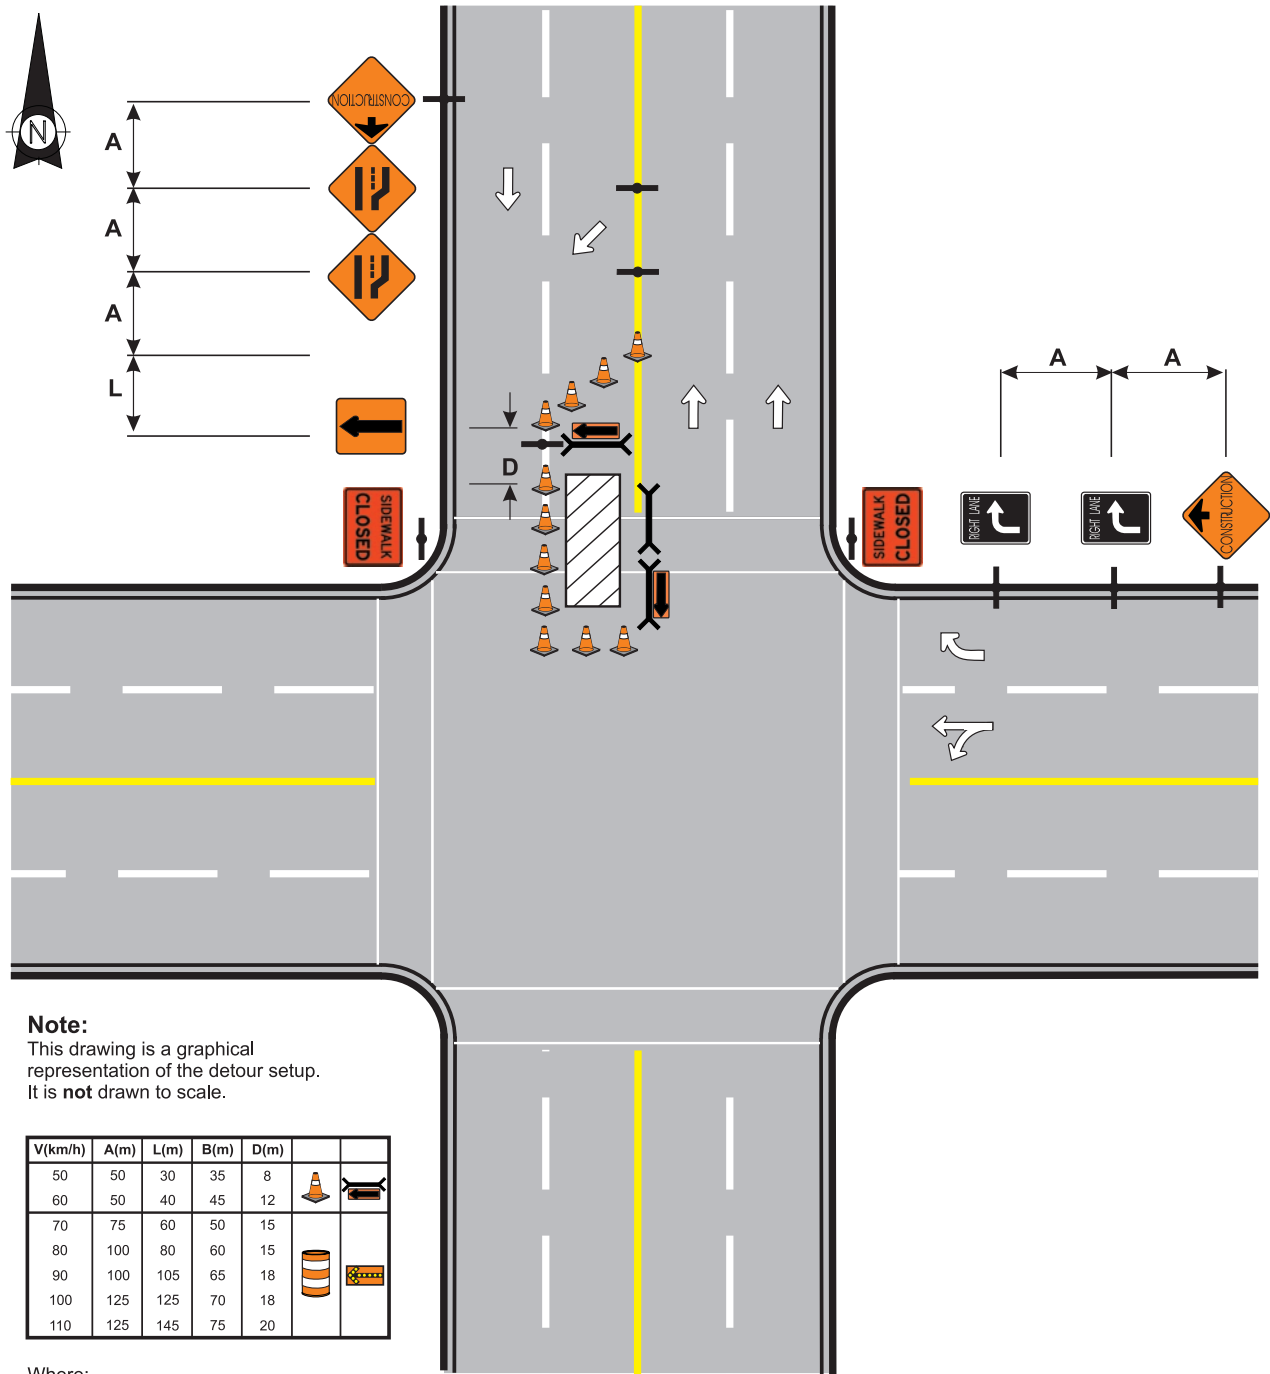 N
CONSTRUCTION
A
A
A
L
A
A
D
SIDEWALK
CLOSED
SIDEWALK
CLOSED
RIGHT LANE
RIGHT LANE
CONSTRUCTION
Note:
This drawing is a graphical
representation of the detour setup.
It is not drawn to scale.
V(km/h) A(m) L(m) B(m) D(m)
50 50 30 35 8
60 50 40 45 12
70 75 60 50 15
80 100 80 60 15
90 100 105 65 18
100 125 125 70 18
110 125 145 75 20
Where: